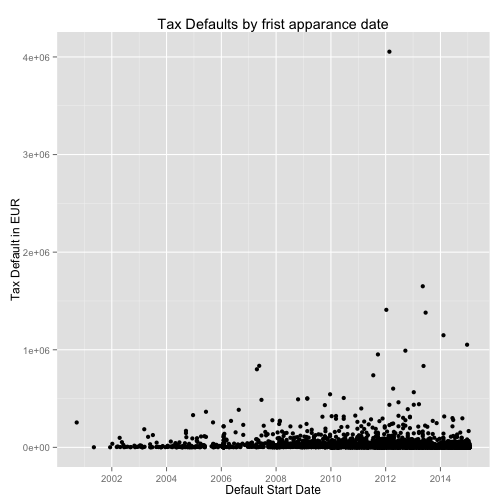 Tax Defaults by frist apparance date
4e+06
3e+06
2e+06
1e+06
0e+00
Tax Default in EUR
2002 2004 2006 2008 2010 2012 2014
Default Start Date